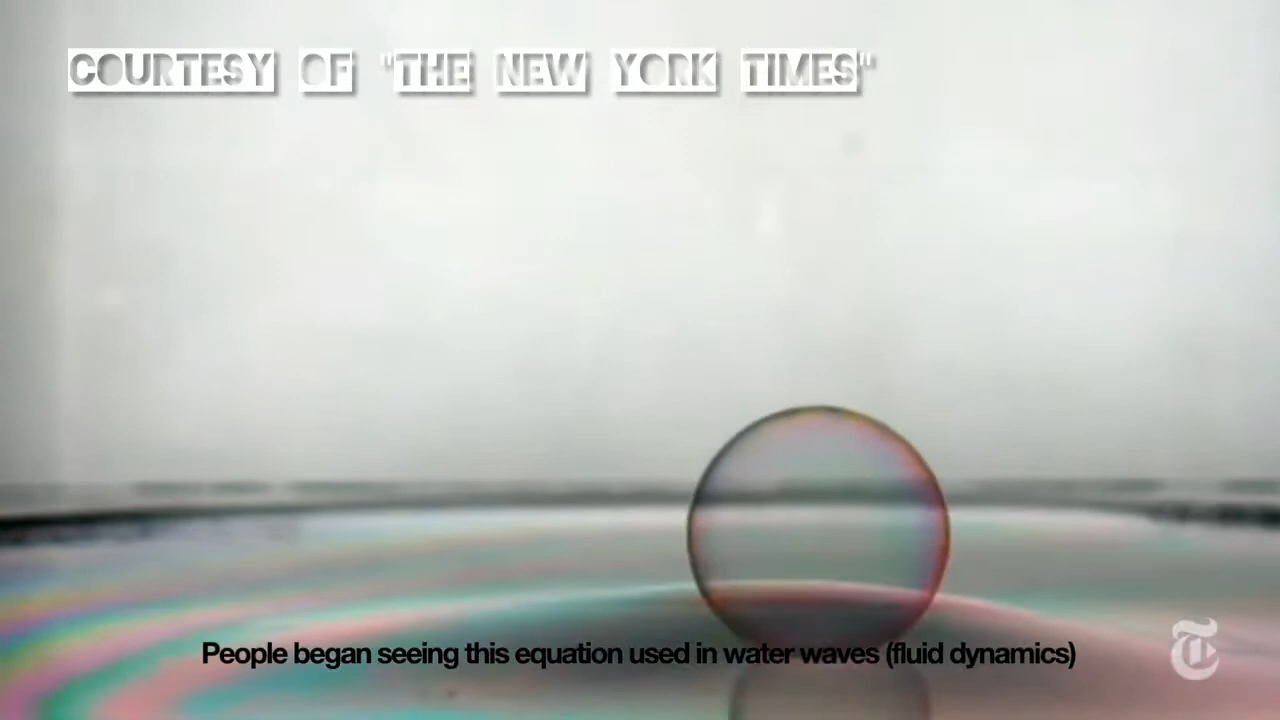 COURTESY OF "THE NEW YORK TIMES"
People began seeing this equation used in water waves (fluid dynamics)
T